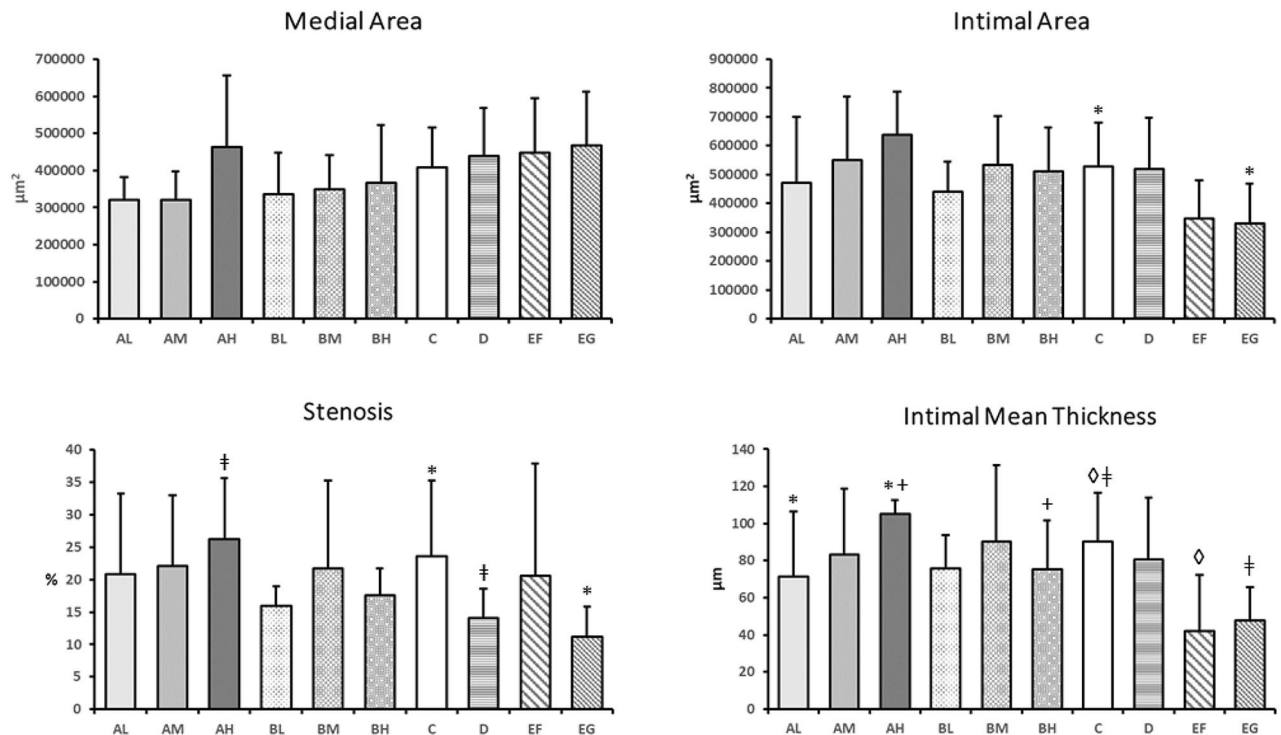 Medial Area
700000
600000
500000
400000
300000
200000
100000
0
µm²
AL AM AH BL BM BH C D EF EG
Intimal Area
900000
800000
700000
600000
500000
400000
300000
200000
100000
0
µm²
* *
AL AM AH BL BM BH C D EF EG
Stenosis
40
35
30
25
20
15
10
5
0
%
ǂ * ǂ *
AL AM AH BL BM BH C D EF EG
Intimal Mean Thickness
140
120
100
80
60
40
20
0
µm
* *+ + ◊ǂ ◊ ǂ
AL AM AH BL BM BH C D EF EG